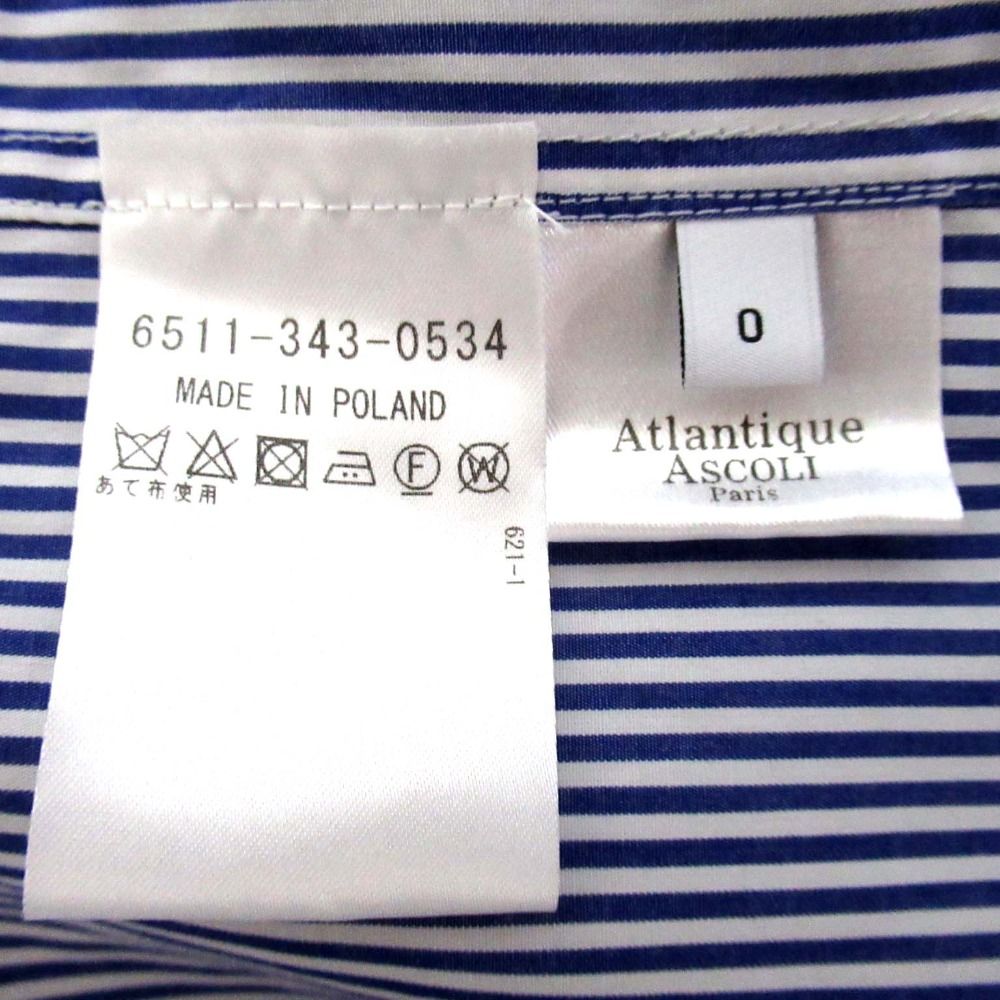 6511-343-0534
MADE IN POLAND
F W
あて布使用
621-1
0
Atlantique
ASCOLI
Paris